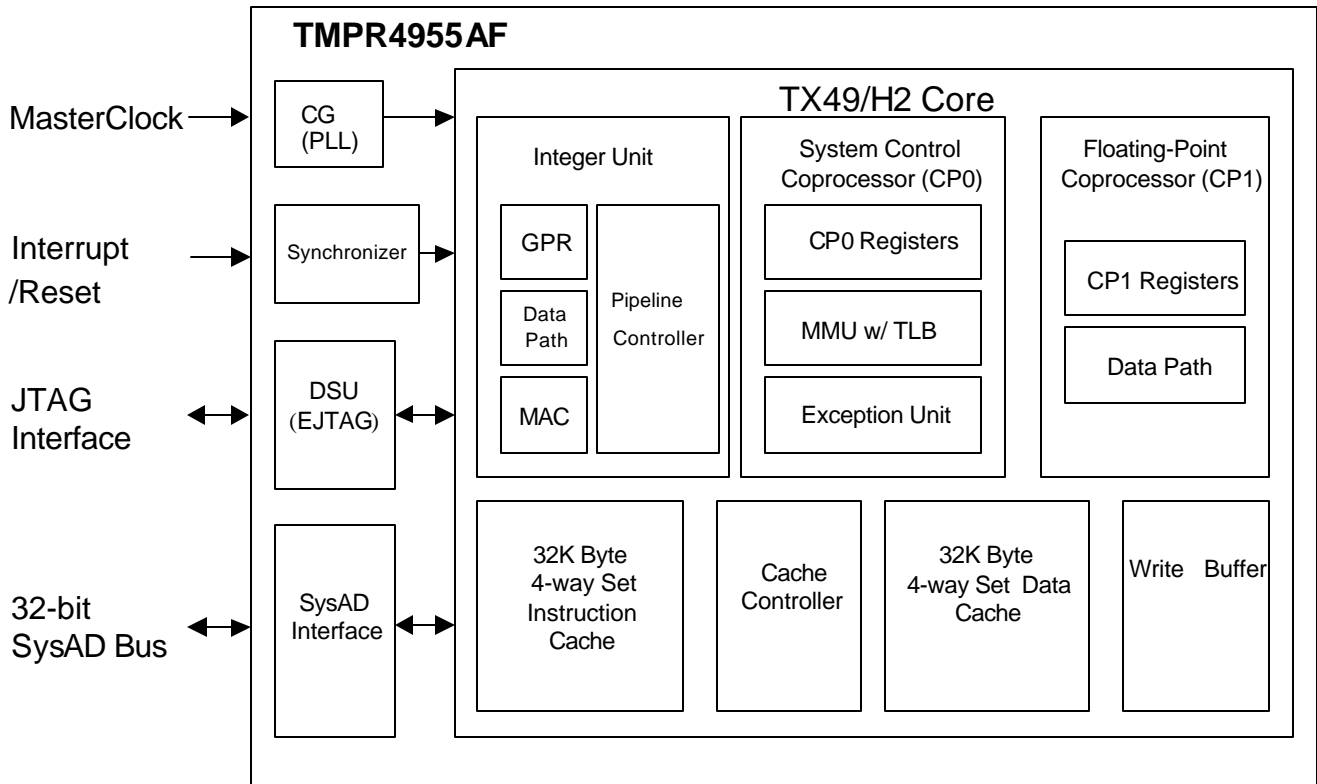 TMPR4955AF
MasterClock
CG
(PLL)
TX49/H2 Core
Integer Unit
GPR
Data
Path
MAC
Pipeline
Controller
System Control
Coprocessor (CP0)
CP0 Registers
MMU w/ TLB
Exception Unit
Floating-Point
Coprocessor (CP1)
CP1 Registers
Data Path
Interrupt
/Reset
Synchronizer
JTAG
Interface
DSU
(EJTAG)
32-bit
SysAD Bus
SysAD
Interface
32K Byte
4-way Set
Instruction
Cache
Cache
Controller
32K Byte
4-way Set Data
Cache
Write Buffer